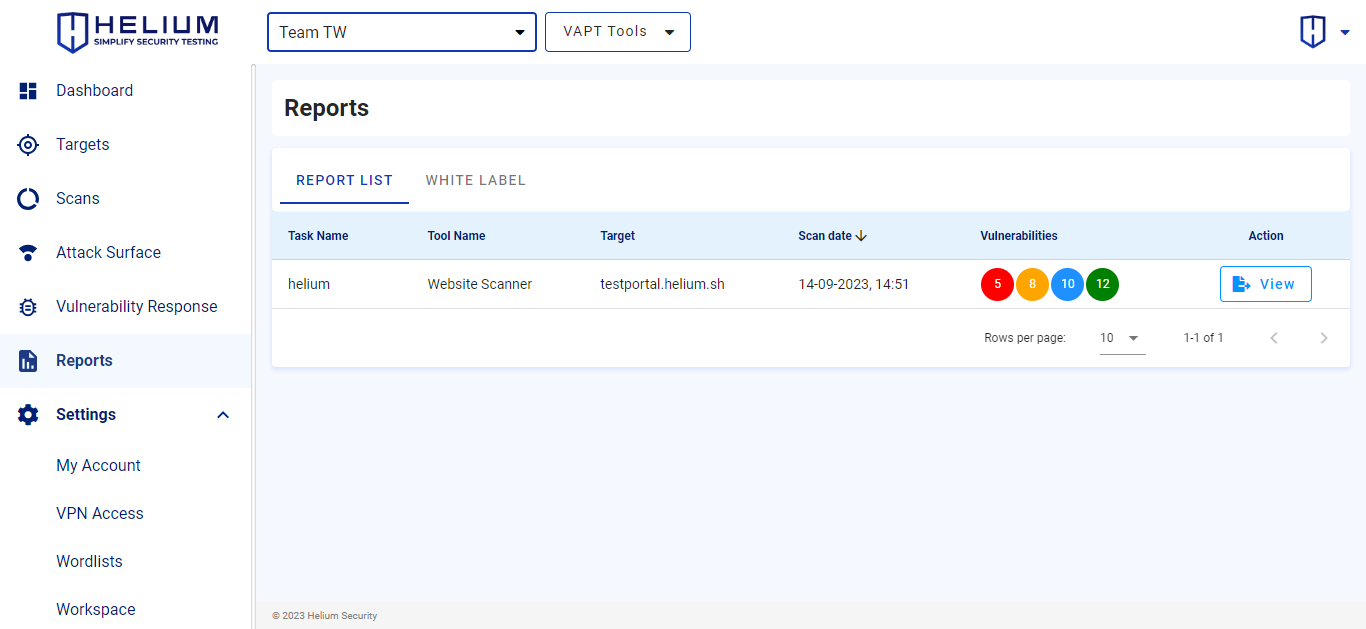 HELIUM
SIMPLIFY SECURITY TESTING
Team TW
VAPT Tools
Dashboard
Targets
Scans
Attack Surface
Vulnerability Response
Reports
Settings
My Account
VPN Access
Wordlists
Workspace
Reports
REPORT LIST WHITE LABEL
Task Name Tool Name Target Scan date Vulnerabilities Action
helium Website Scanner testportal.helium.sh 14-09-2023, 14:51 5 8 10 12 View
Rows per page: 10 1-1 of 1
© 2023 Helium Security